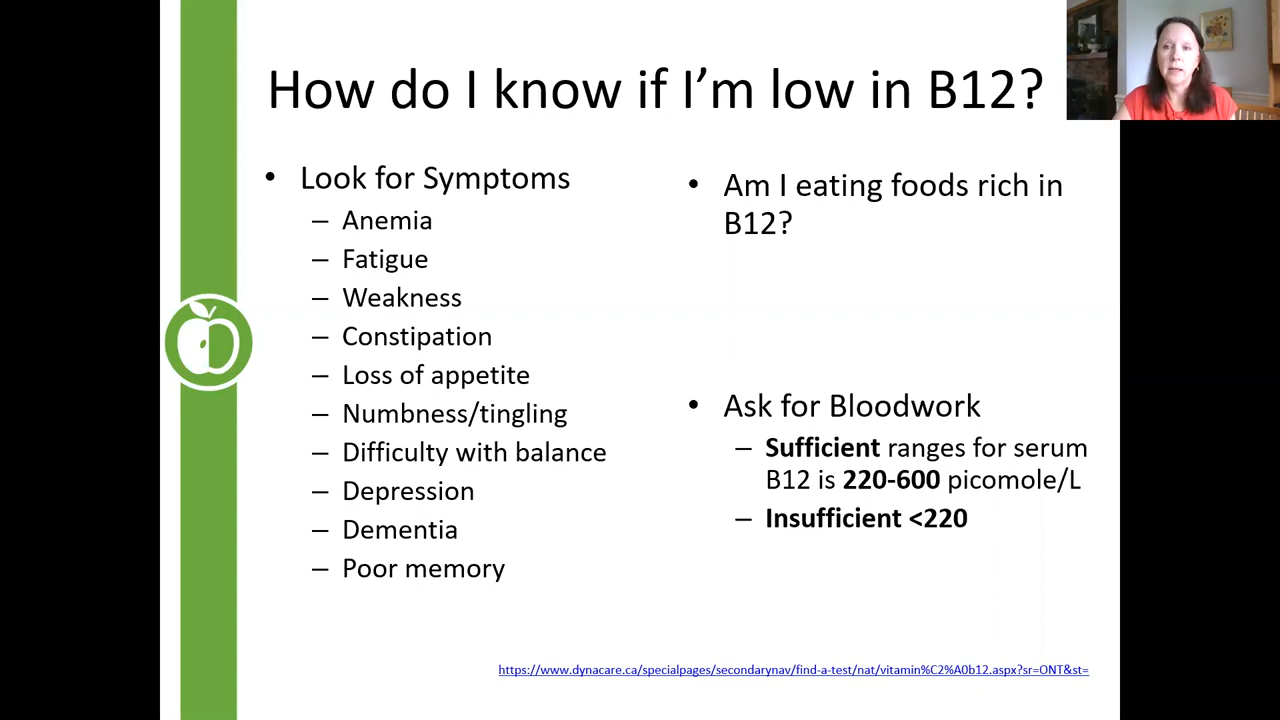 How do I know if I'm low in B12?
• Look for Symptoms
– Anemia
– Fatigue
– Weakness
– Constipation
– Loss of appetite
– Numbness/tingling
– Difficulty with balance
– Depression
– Dementia
– Poor memory
• Am I eating foods rich in
B12?
• Ask for Bloodwork
– Sufficient ranges for serum
B12 is 220-600 picomole/L
– Insufficient <220
https://www.dynacare.ca/specialpages/secondarynav/find-a-test/nat/vitamin%C2%A0b12.aspx?sr=ONT&st=